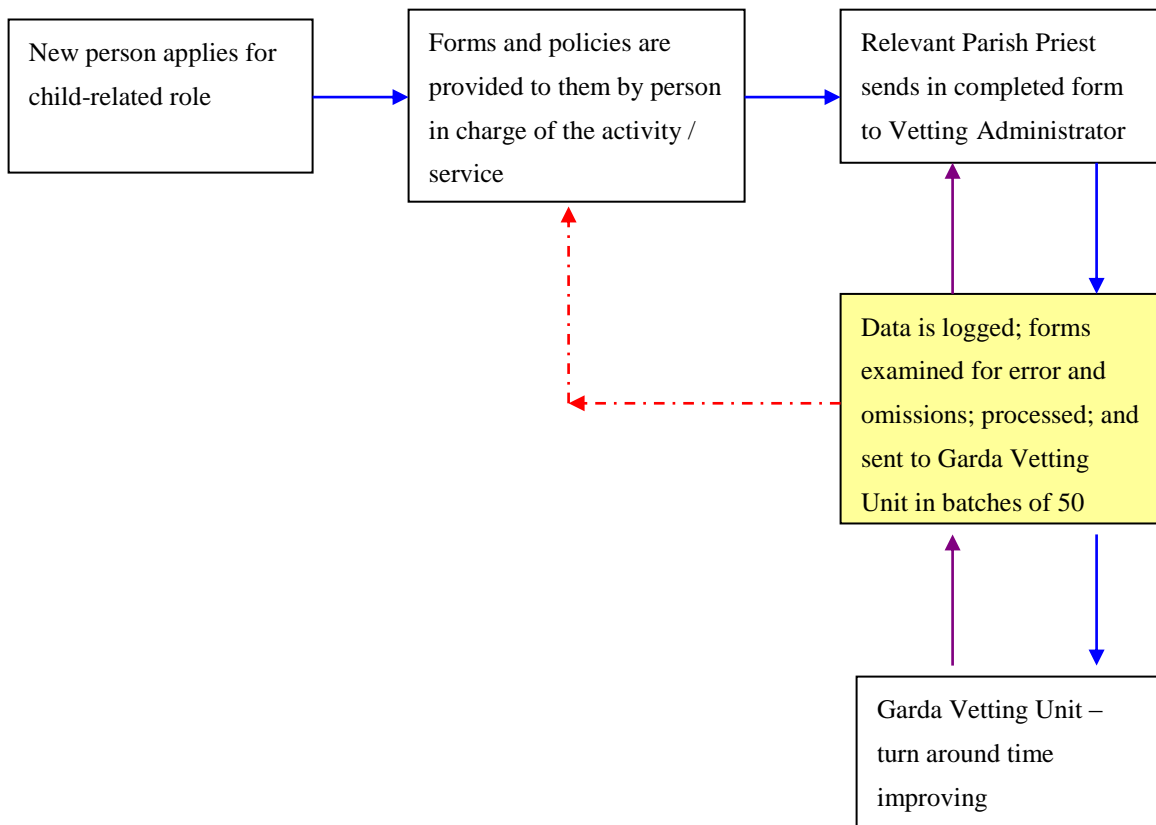 New person applies for
child-related role
Forms and policies are
provided to them by person
in charge of the activity /
service
Relevant Parish Priest
sends in completed form
to Vetting Administrator
Data is logged; forms
examined for error and
omissions; processed; and
sent to Garda Vetting
Unit in batches of 50
Garda Vetting Unit –
turn around time
improving